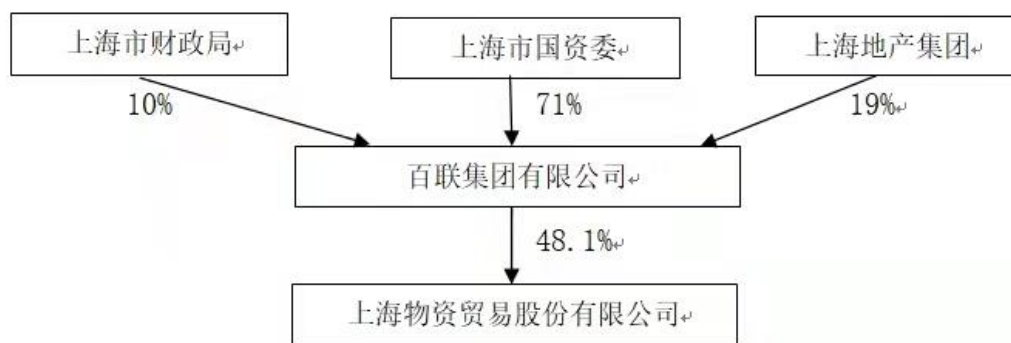 上海市财政局
上海市国资委
上海地产集团
10%
71%
19%
百联集团有限公司
48.1%
上海物资贸易股份有限公司